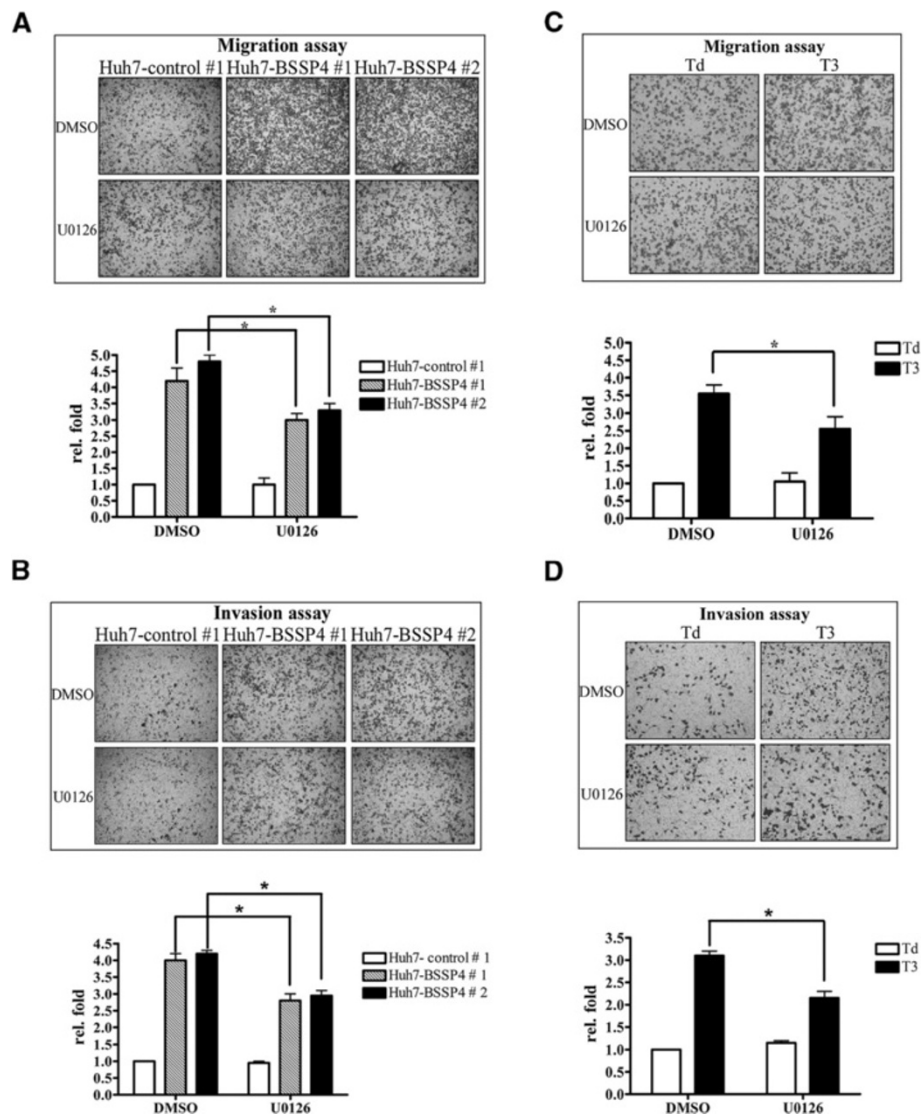 A
Migration assay
Huh7-control #1 Huh7-BSSP4 #1 Huh7-BSSP4 #2
DMSO
U0126
*
*
rel. fold
5.0
4.5
4.0
3.5
3.0
2.5
2.0
1.5
1.0
0.5
0.0
DMSO U0126
Huh7-control #1
Huh7-BSSP4 #1
Huh7-BSSP4 #2
B
Invasion assay
Huh7-control #1 Huh7-BSSP4 #1 Huh7-BSSP4 #2
DMSO
U0126
*
*
rel. fold
4.5
4.0
3.5
3.0
2.5
2.0
1.5
1.0
0.5
0.0
DMSO U0126
Huh7- control # 1
Huh7-BSSP4 # 1
Huh7-BSSP4 # 2
C
Migration assay
Td T3
DMSO
U0126
*
rel. fold
5.0
4.5
4.0
3.5
3.0
2.5
2.0
1.5
1.0
0.5
0.0
DMSO U0126
Td
T3
D
Invasion assay
Td T3
DMSO
U0126
*
rel. fold
3.5
3.0
2.5
2.0
1.5
1.0
0.5
0.0
DMSO U0126
Td
T3